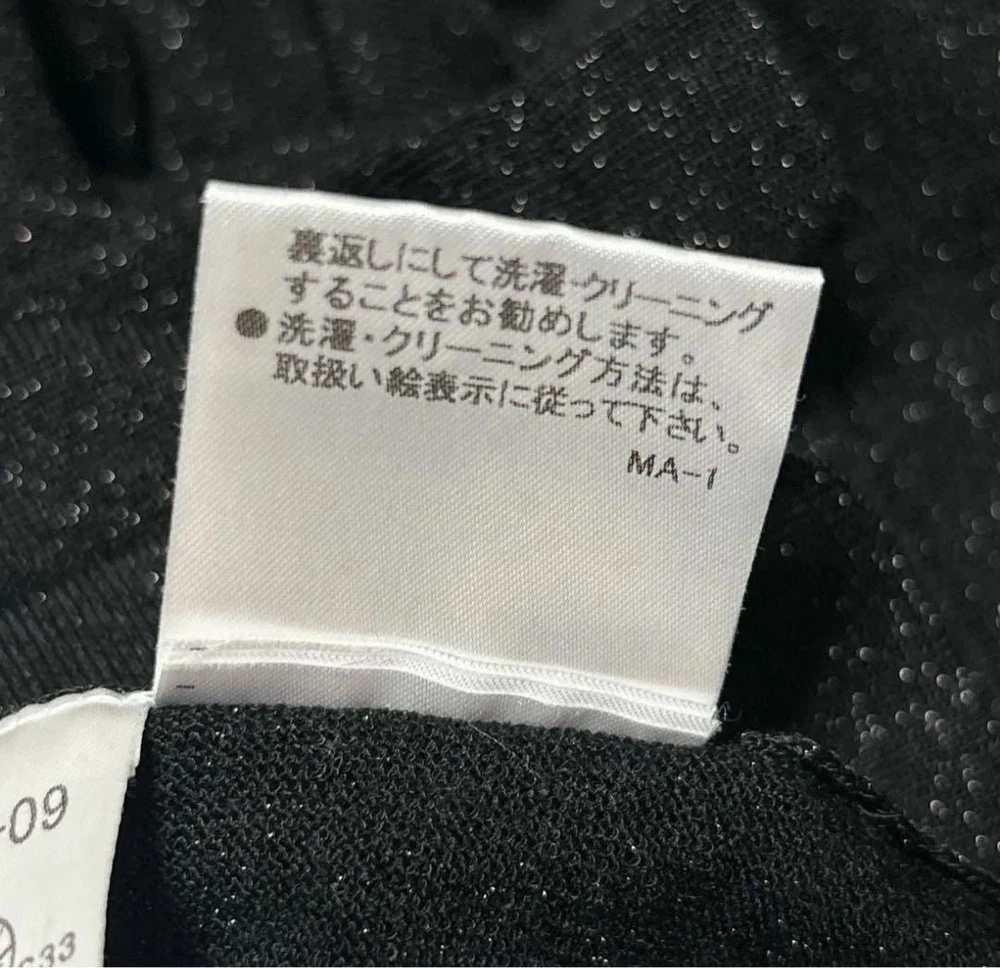 裏返しにして洗濯・クリーニング
することをお勧めします。
●洗濯・クリーニング方法は、
取扱い絵表示に従って下さい。
MA-1
-09
633